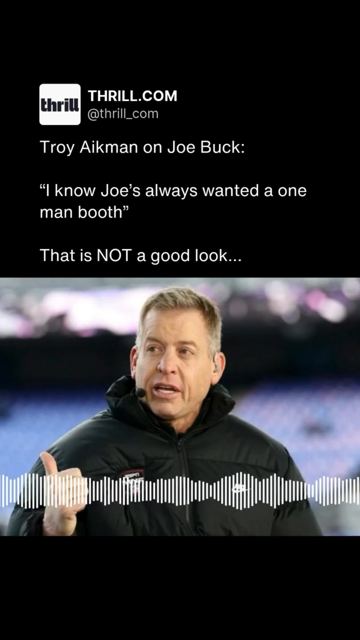 thrill
THRILL.COM
@thrill_com
Troy Aikman on Joe Buck:
“I know Joe’s always wanted a one
man booth”
That is NOT a good look...